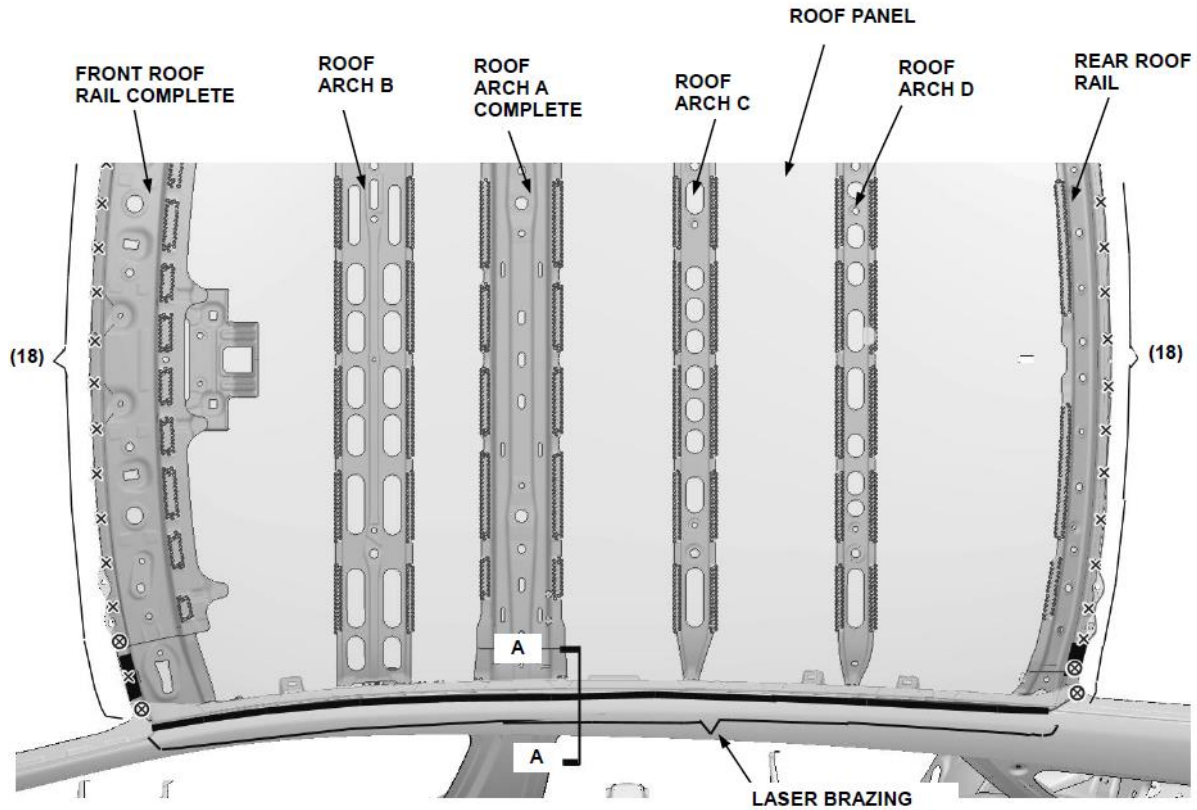 ROOF PANEL
FRONT ROOF
RAIL COMPLETE
ROOF
ARCH B
ROOF
ARCH A
COMPLETE
ROOF
ARCH C
ROOF
ARCH D
REAR ROOF
RAIL
(18)
(18)
A
A
LASER BRAZING